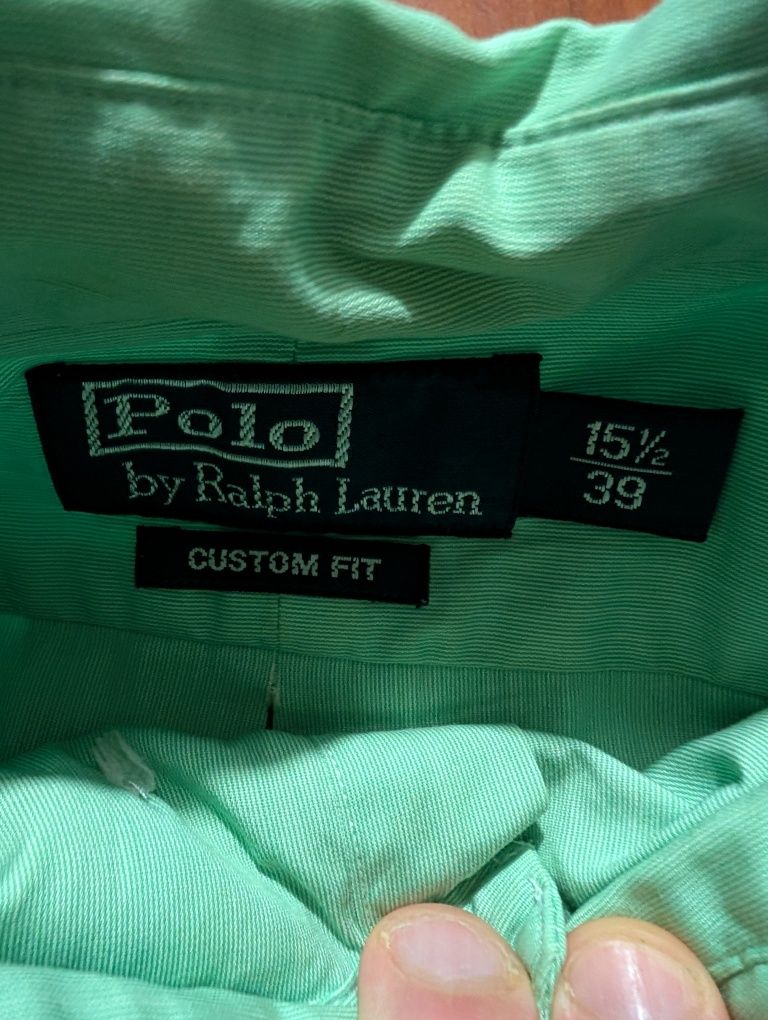 Polo
by Ralph Lauren
15½
39
CUSTOM FIT